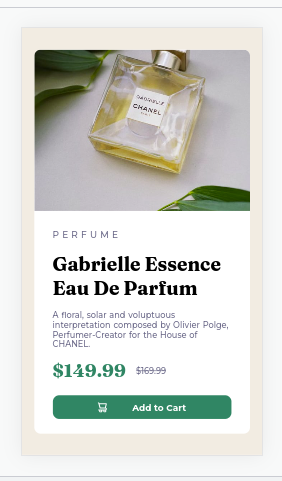 GABRIELLE
CHANEL
PERFUME
Gabrielle Essence
Eau De Parfum
A floral, solar and voluptuous
interpretation composed by Olivier Polge,
Perfumer-Creator for the House of
CHANEL.
$149.99 $169.99
Add to Cart